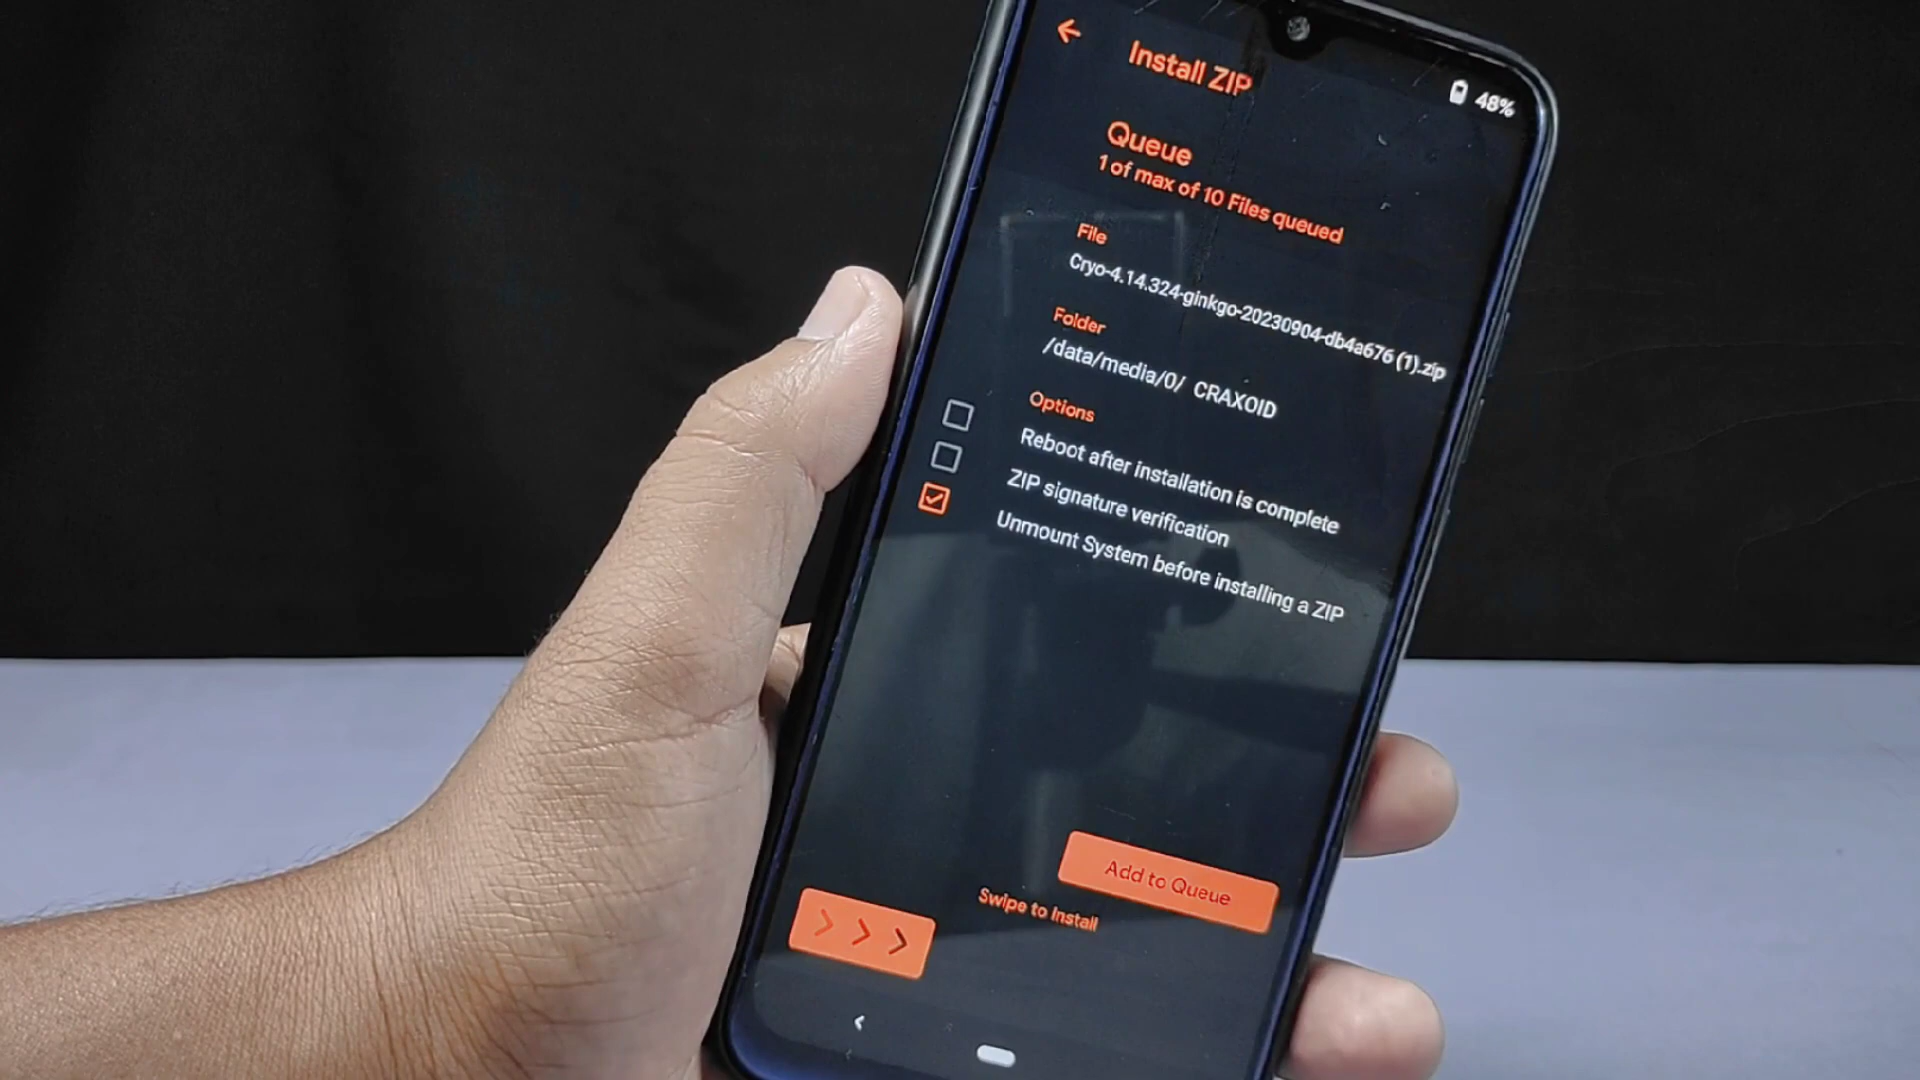 Install ZIP
48%
Queue
1 of max of 10 Files queued
File
Cryo-4.14.324-ginkgo-20230904-db4a676 (1).zip
Folder
/data/media/0/ CRAXOID
Options
Reboot after installation is complete
ZIP signature verification
Unmount System before installing a ZIP
Add to Queue
Swipe to Install